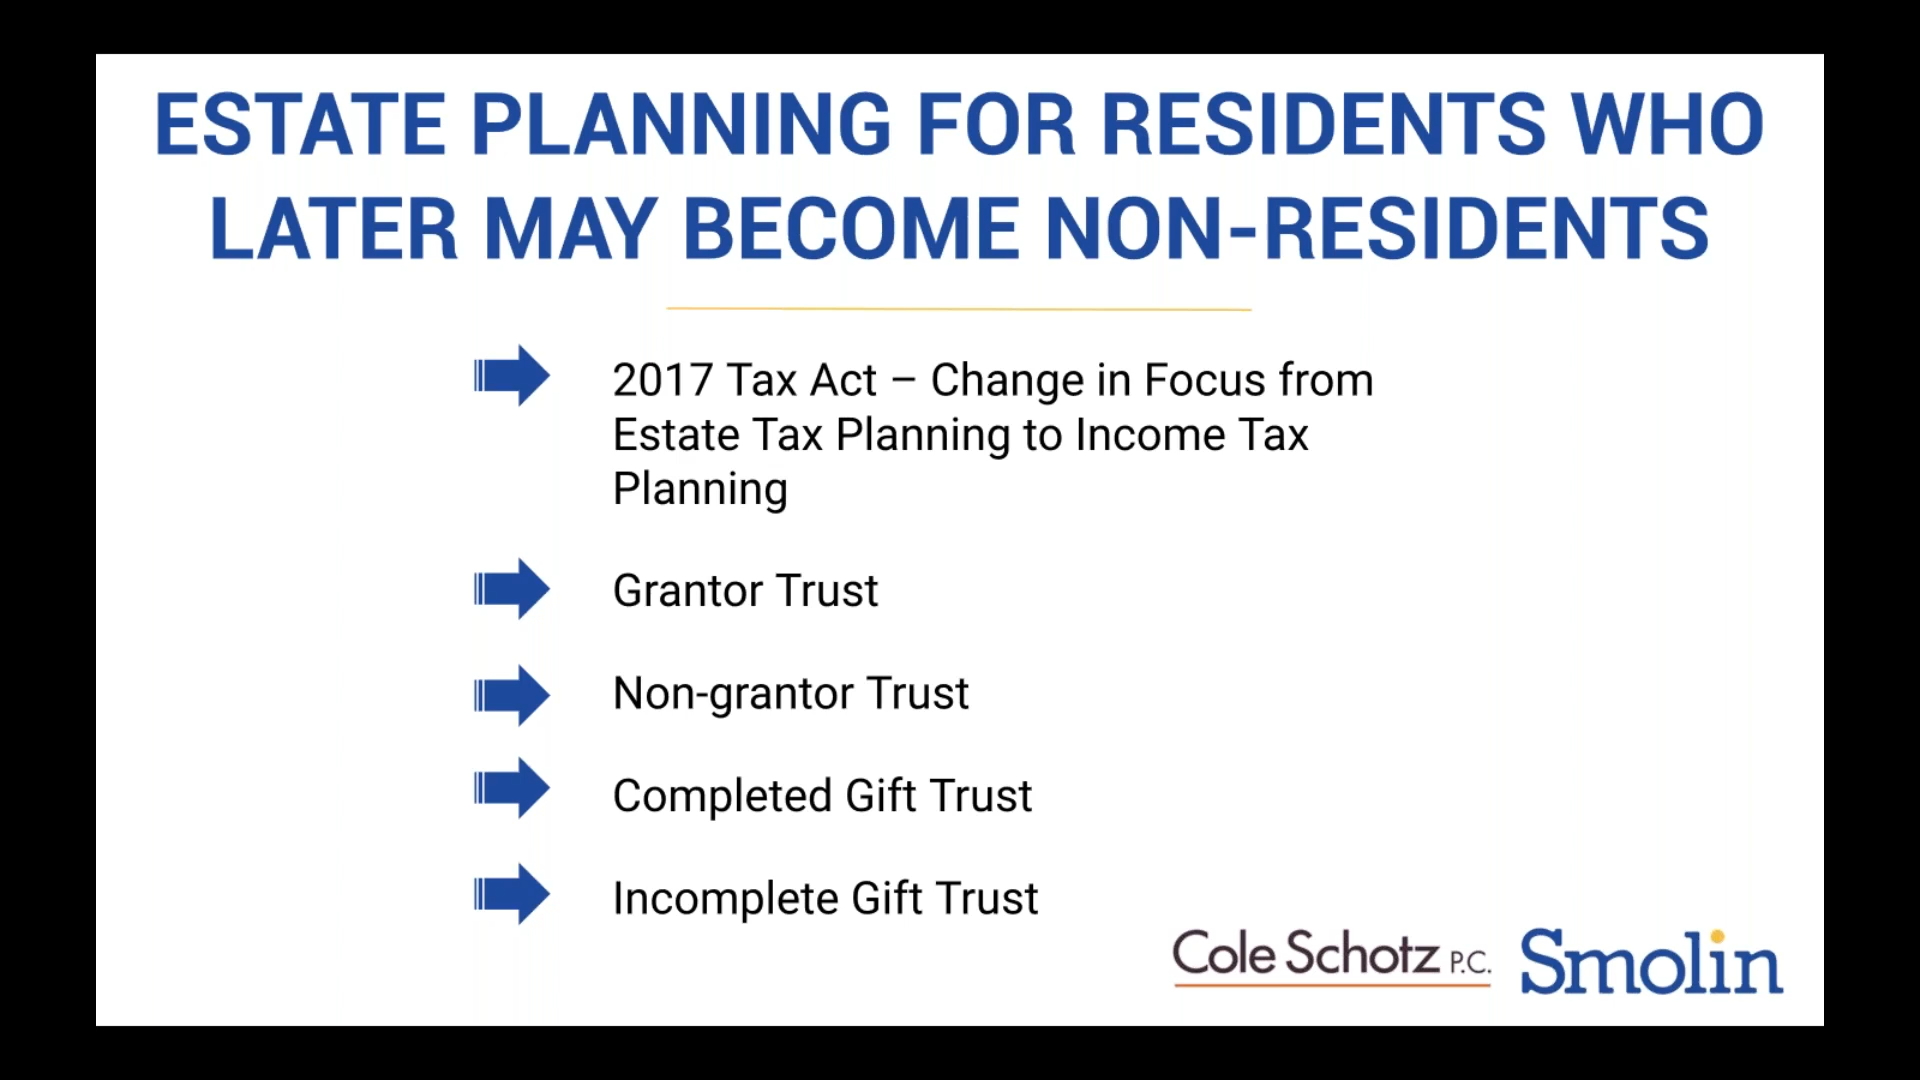 ESTATE PLANNING FOR RESIDENTS WHO
LATER MAY BECOME NON-RESIDENTS
2017 Tax Act – Change in Focus from
Estate Tax Planning to Income Tax
Planning
Grantor Trust
Non-grantor Trust
Completed Gift Trust
Incomplete Gift Trust
Cole Schotz P.C.
Smolin